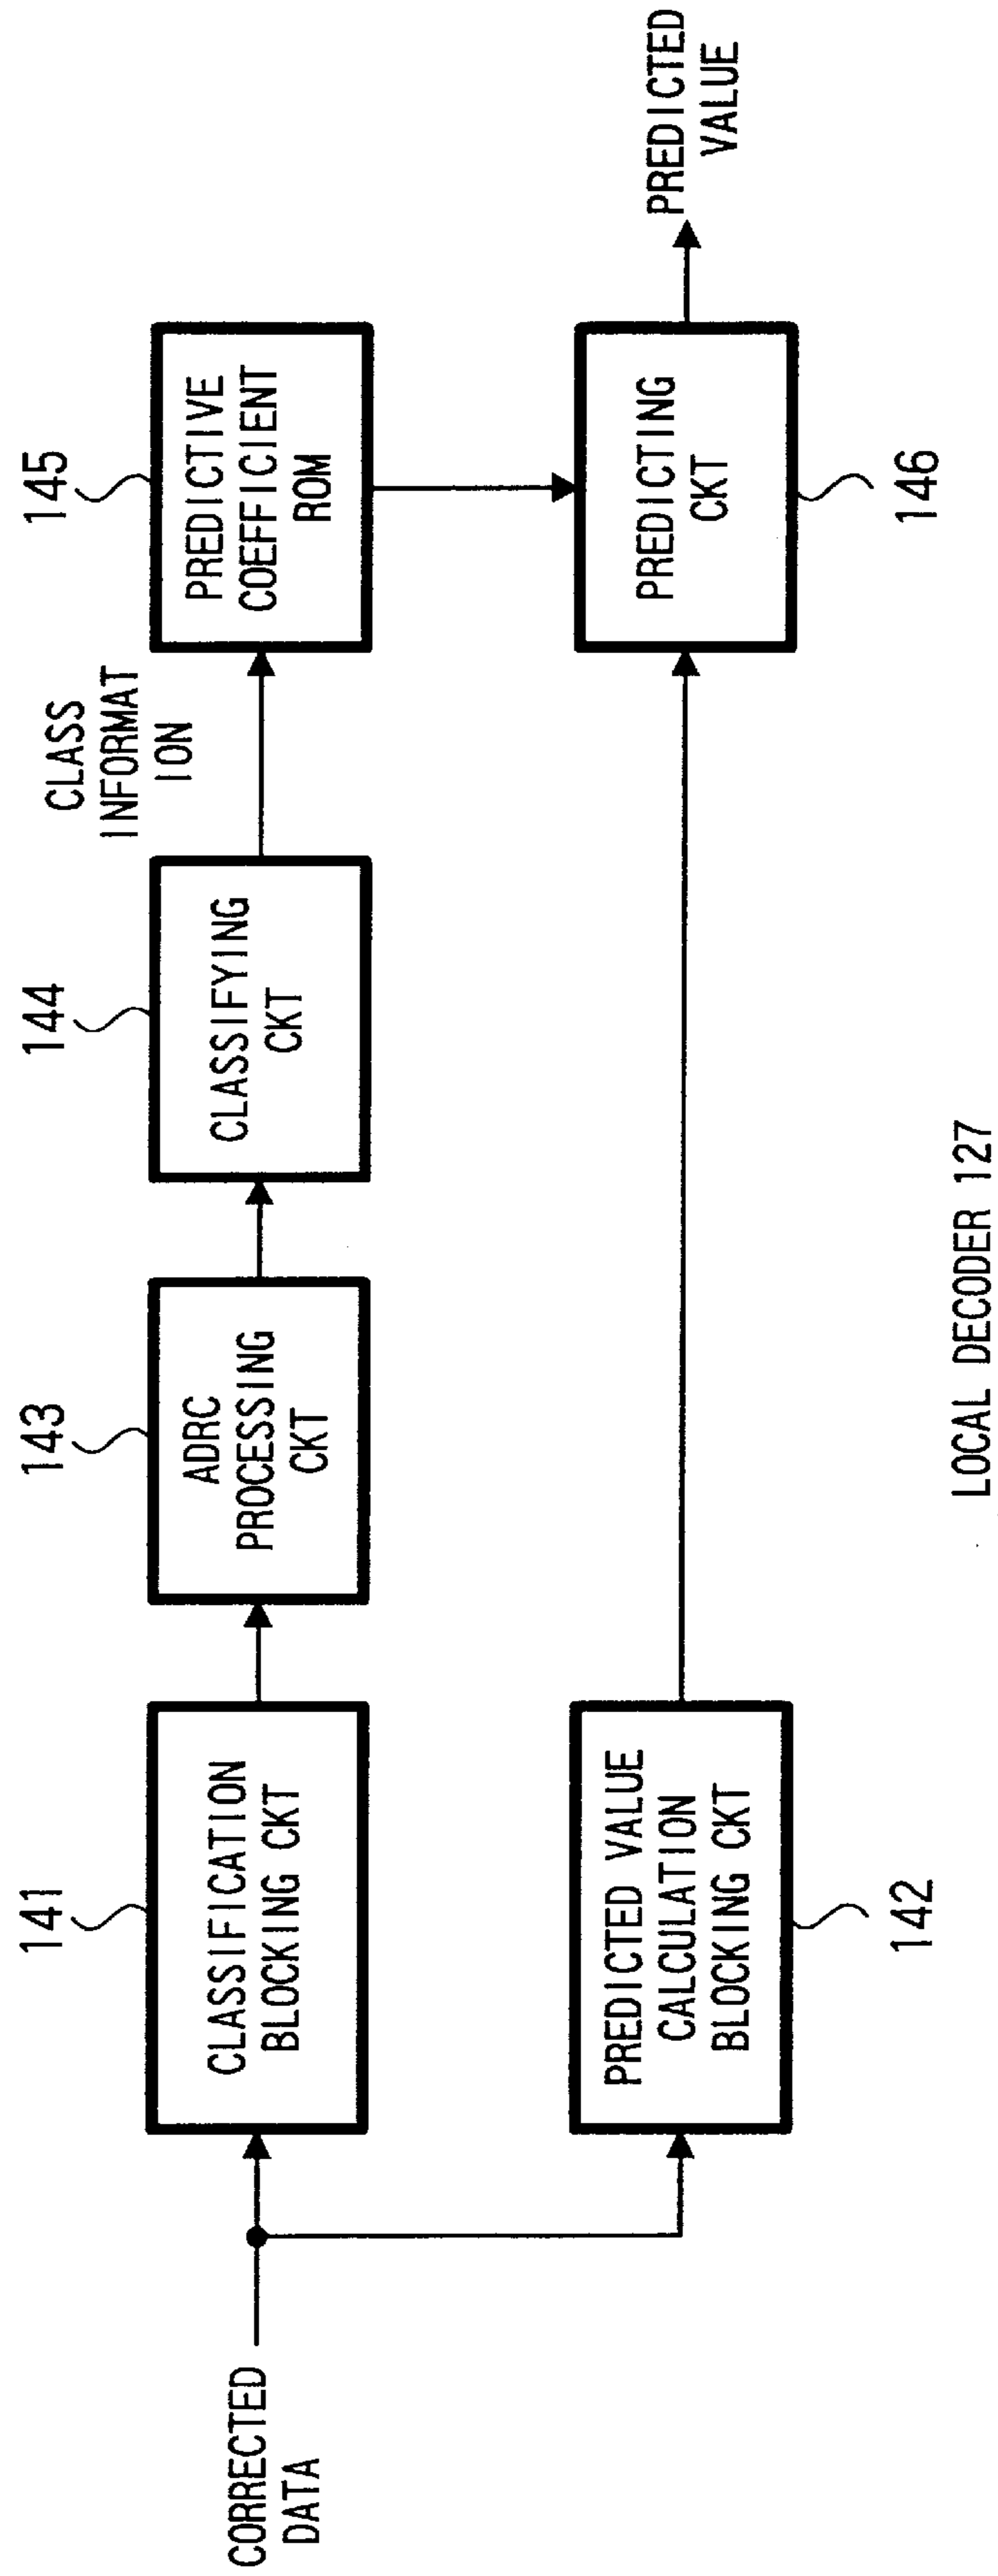 CORRECTED
DATA
141
CLASSIFICATION
BLOCKING CKT
143
ADRC
PROCESSING
CKT
144
CLASSIFYING
CKT
CLASS
INFORMAT
ION
145
PREDICTIVE
COEFFICIENT
ROM
PREDICTED VALUE
CALCULATION
BLOCKING CKT
142
PREDICTING
CKT
146
PREDICTED
VALUE
LOCAL DECODER 127